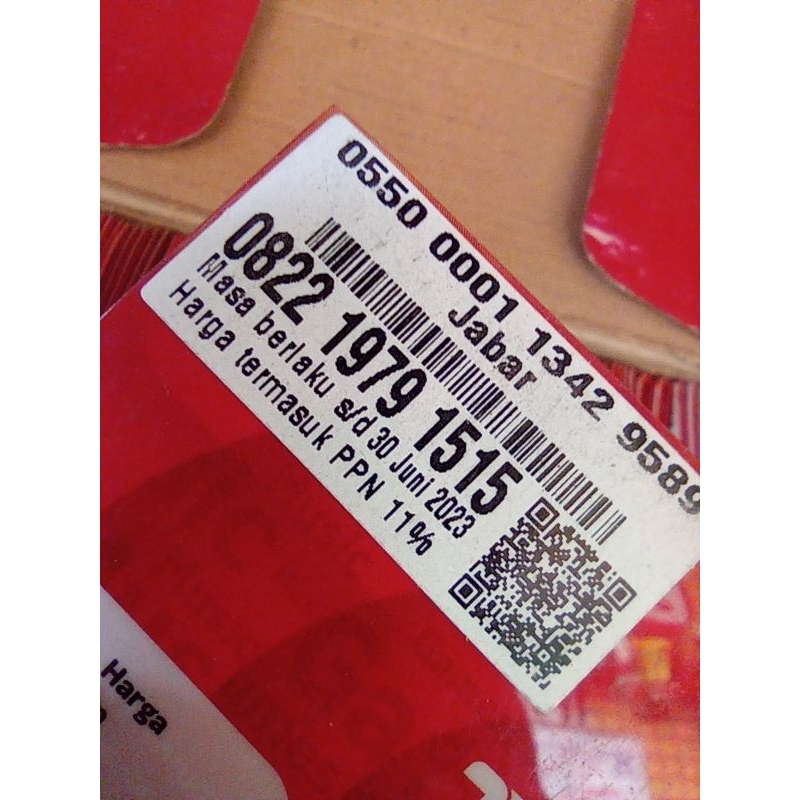 0550 0001 1342 9589
Jabar
0822 1979 1515
Masa berlaku s/d 30 Juni 2023
Harga termasuk PPN 11%
Harga